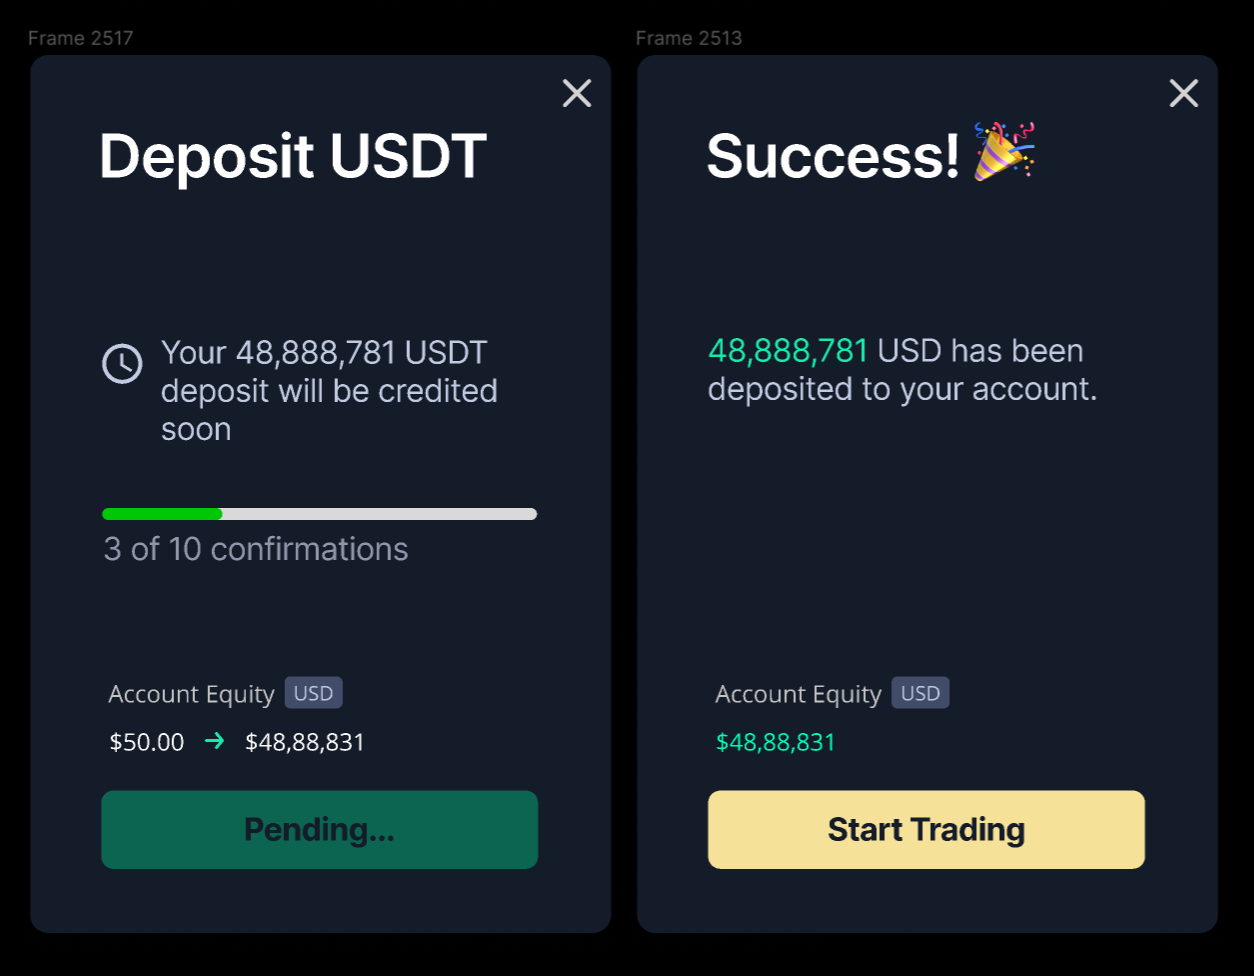 Frame 2517
Deposit USDT
Your 48,888,781 USDT
deposit will be credited
soon
3 of 10 confirmations
Account Equity USD
$50.00 → $48,88,831
Pending...
Frame 2513
Success! 🎉
48,888,781 USD has been
deposited to your account.
Account Equity USD
$48,88,831
Start Trading